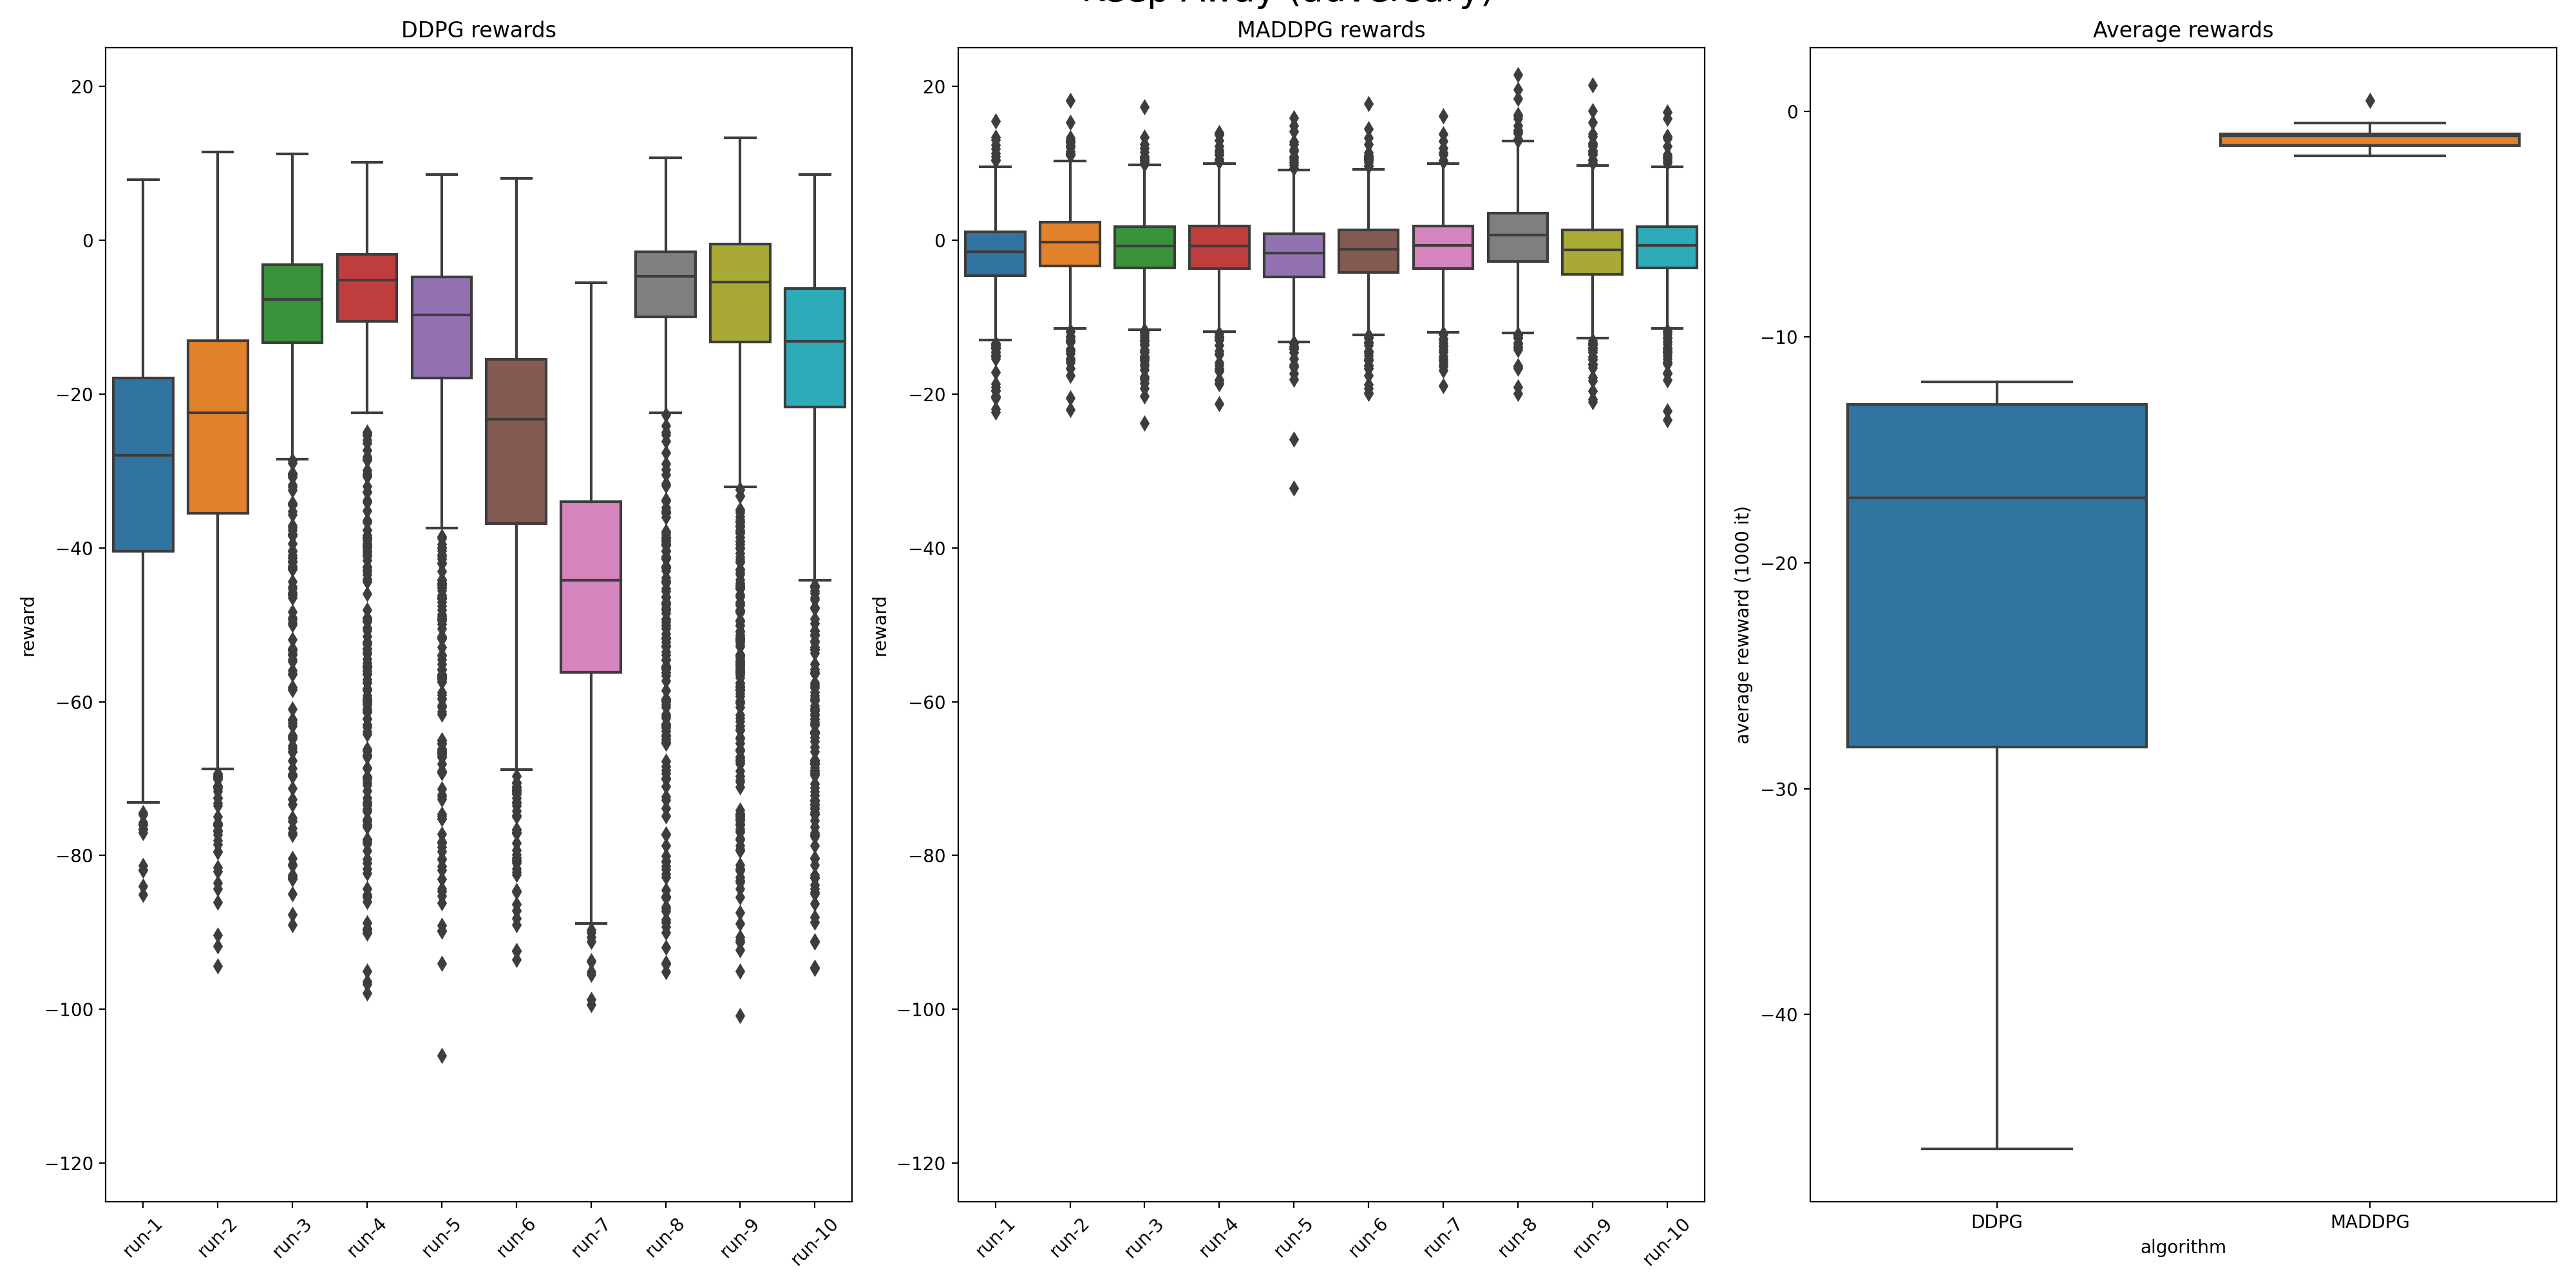 Keep Away (adversary)
DDPG rewards
MADDPG rewards
Average rewards
reward
20
0
−20
−40
−60
−80
−100
−120
run-1
run-2
run-3
run-4
run-5
run-6
run-7
run-8
run-9
run-10
reward
20
0
−20
−40
−60
−80
−100
−120
run-1
run-2
run-3
run-4
run-5
run-6
run-7
run-8
run-9
run-10
average rewward (1000 it)
0
−10
−20
−30
−40
DDPG
MADDPG
algorithm